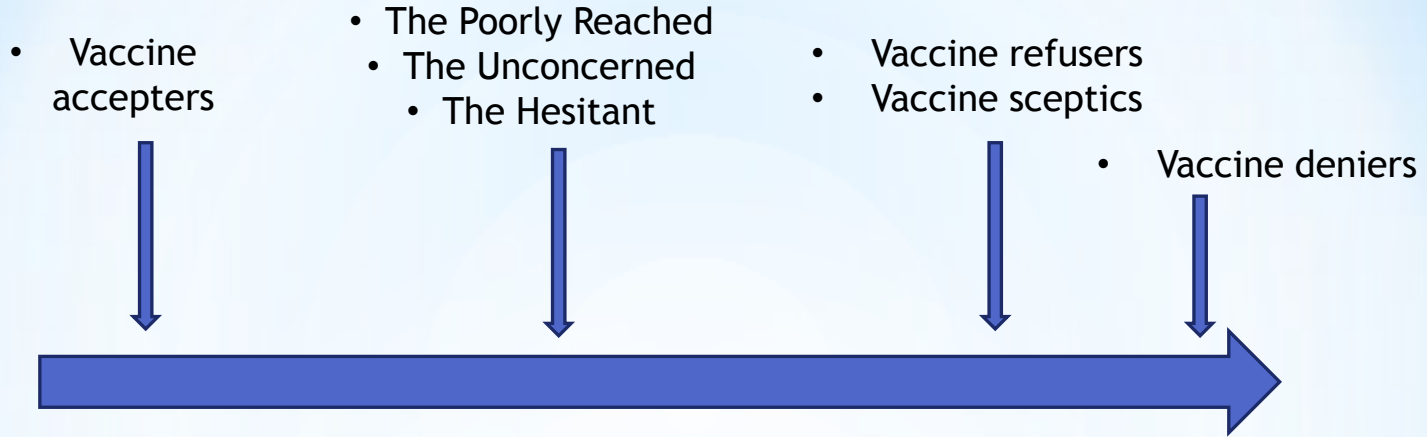 • Vaccine
accepters
• The Poorly Reached
• The Unconcerned
• The Hesitant
• Vaccine refusers
• Vaccine sceptics
• Vaccine deniers